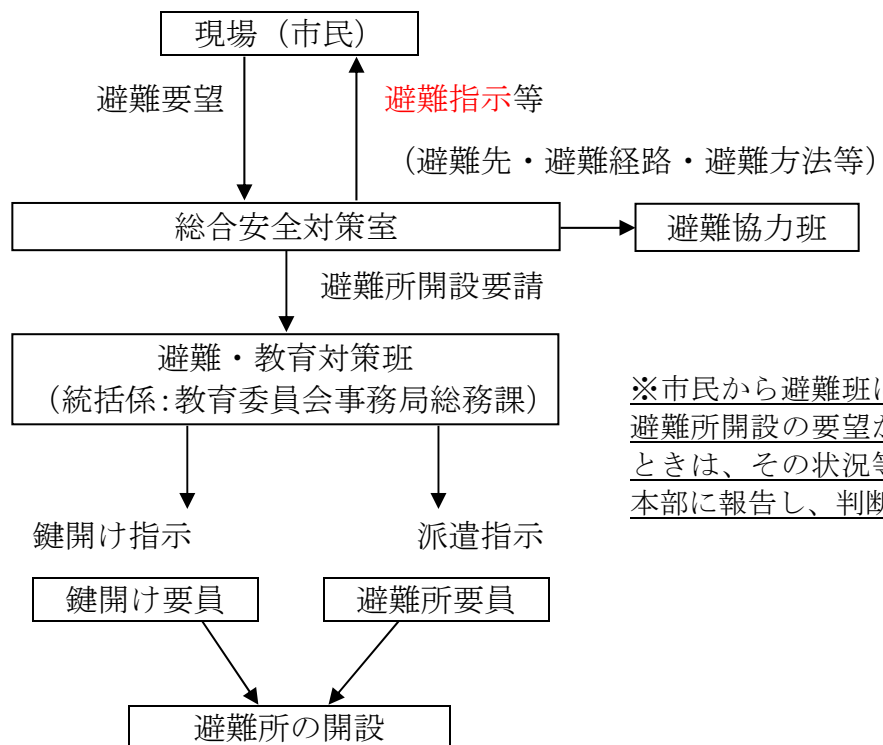 現場（市民）
避難要望
避難指示等
（避難先・避難経路・避難方法等）
総合安全対策室
避難協力班
避難所開設要請
避難・教育対策班
（統括係：教育委員会事務局総務課）
※市民から避難班に
避難所開設の要望が
ときは、その状況等
本部に報告し、判断
鍵開け指示
派遣指示
鍵開け要員
避難所要員
避難所の開設